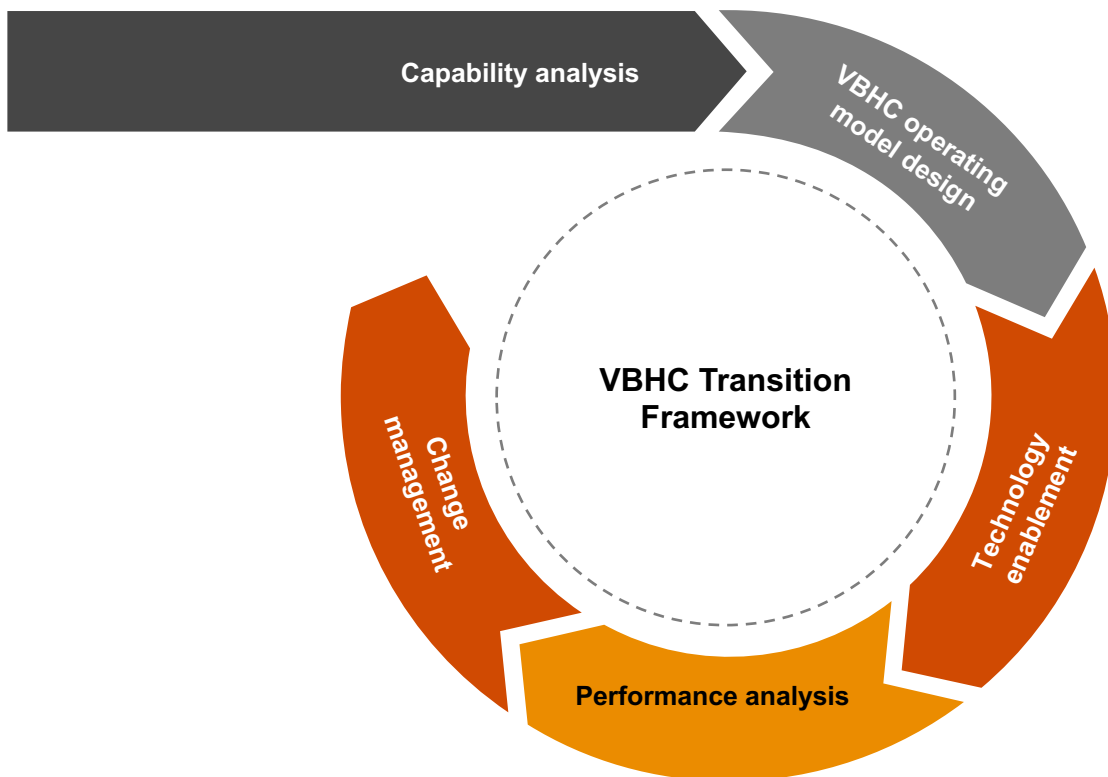 Capability analysis
VBHC operating
model design
VBHC Transition
Framework
Technology
enablement
Change
management
Performance analysis